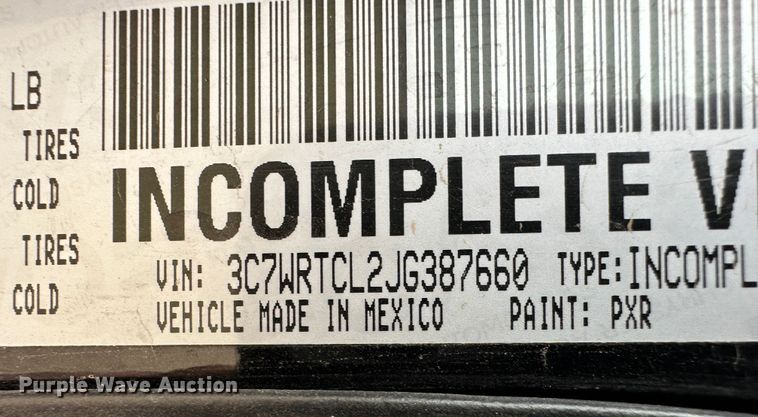 LB
TIRES
COLD
TIRES
COLD
INCOMPLETE
VIN: 3C7WRTCL2JG387660 TYPE: INCOMPL
VEHICLE MADE IN MEXICO PAINT: PXR
Purple Wave Auction